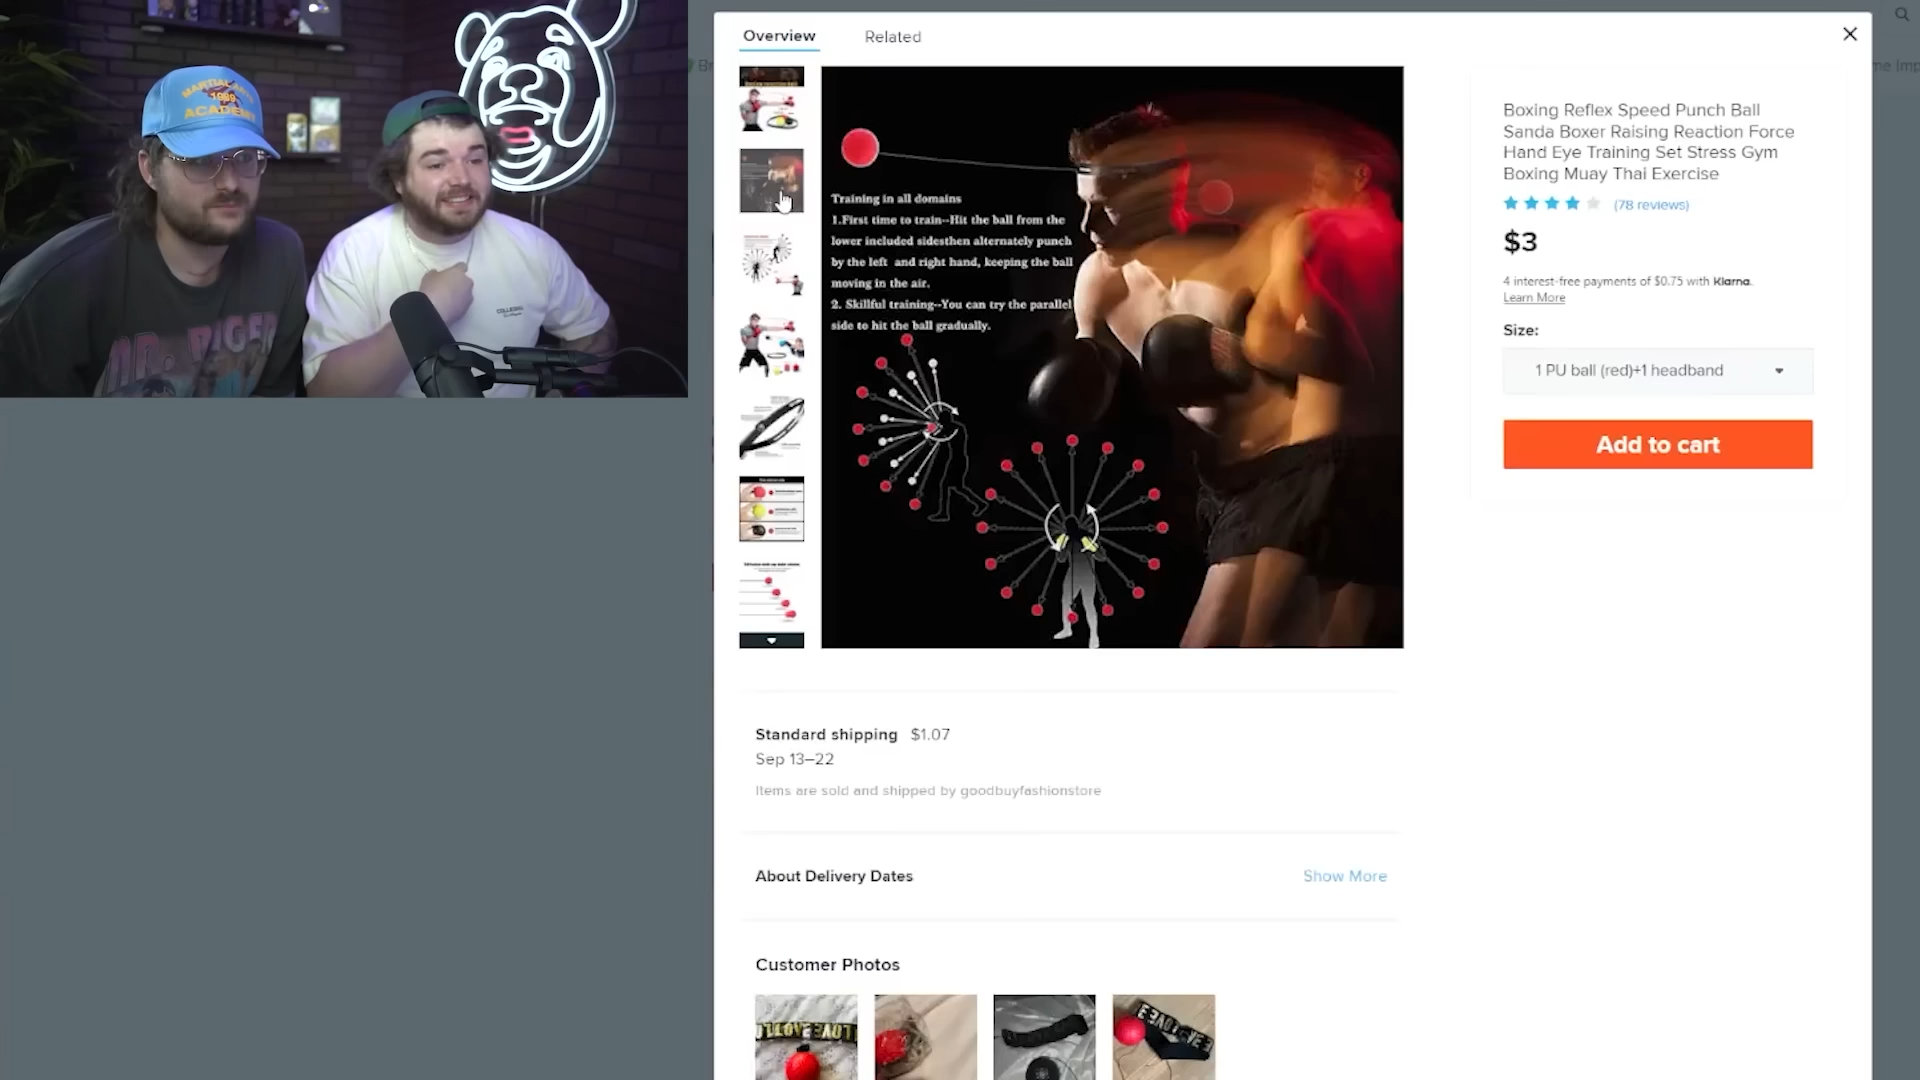 MARTIAL ARTS
1989
ACADEMY
Overview
Related
Training in all domains
1.First time to train--Hit the ball from the
lower included sidesthen alternately punch
by the left and right hand, keeping the ball
moving in the air.
2. Skillful training--You can try the parallel
side to hit the ball gradually.
Boxing Reflex Speed Punch Ball
Sanda Boxer Raising Reaction Force
Hand Eye Training Set Stress Gym
Boxing Muay Thai Exercise
(78 reviews)
$3
4 interest-free payments of $0.75 with Klarna.
Learn More
Size:
1 PU ball (red)+1 headband
Add to cart
Standard shipping $1.07
Sep 13–22
Items are sold and shipped by goodbuyfashionstore
About Delivery Dates
Show More
Customer Photos